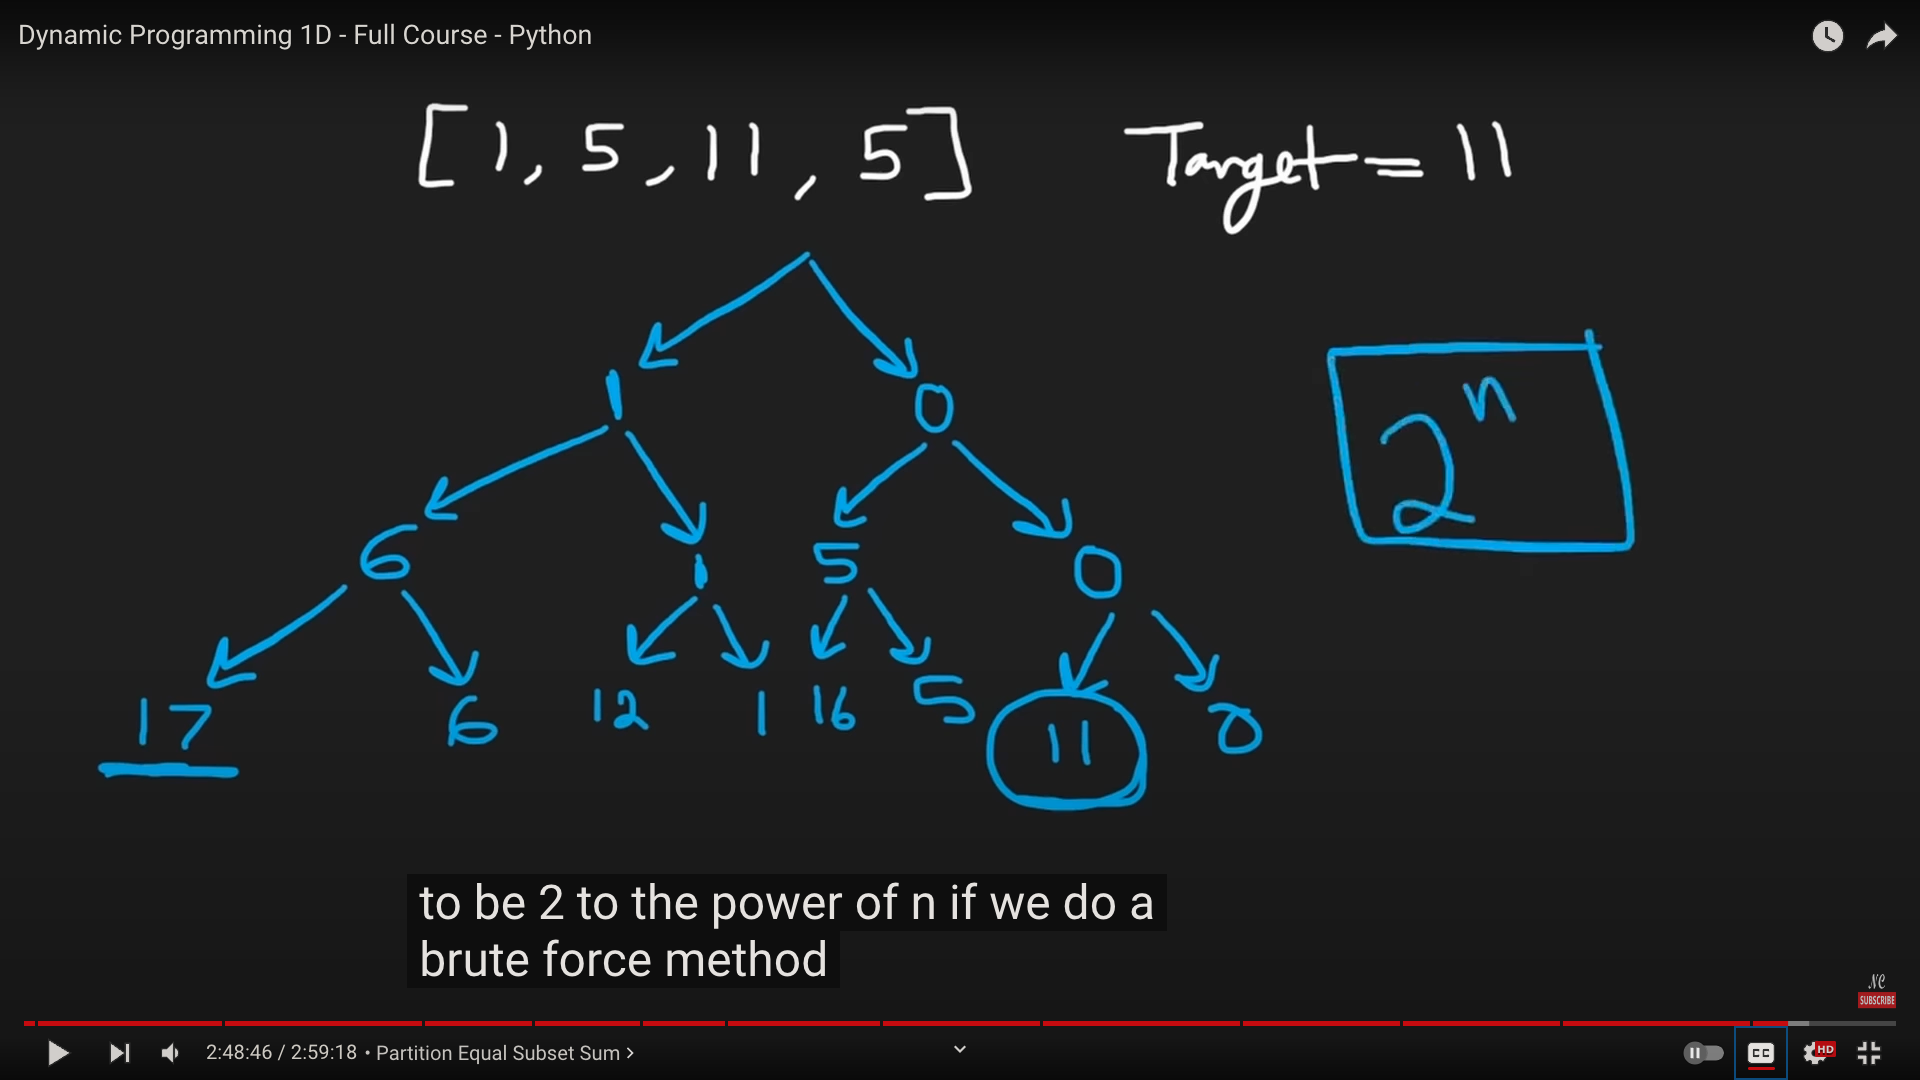 Dynamic Programming 1D - Full Course - Python
[1, 5, 11, 5] Target = 11
1 0
2^n
6 1 5 0
17 6 12 1 16 5 11 0
to be 2 to the power of n if we do a
brute force method
NC
SUBSCRIBE
2:48:46 / 2:59:18 • Partition Equal Subset Sum >
CC HD